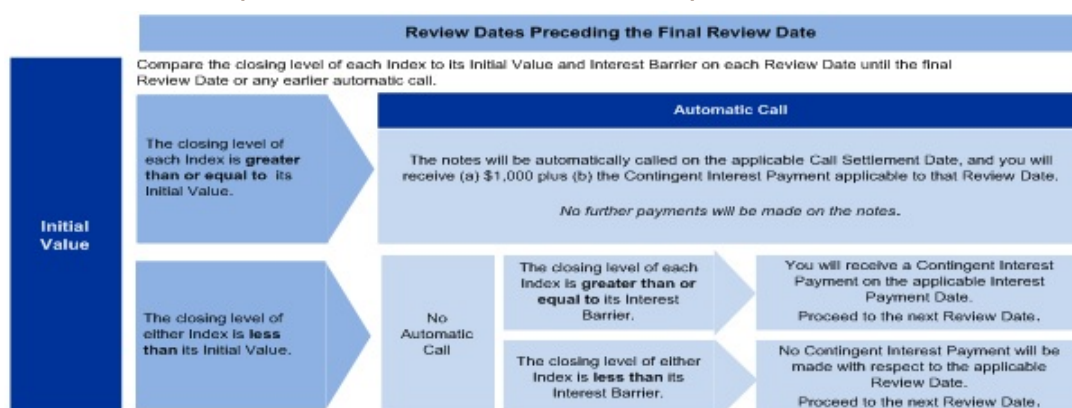 Review Dates Preceding the Final Review Date
Compare the closing level of each Index to its Initial Value and Interest Barrier on each Review Date until the final
Review Date or any earlier automatic call.
Initial
Value
The closing level of
each Index is greater
than or equal to its
Initial Value.
Automatic Call
The notes will be automatically called on the applicable Call Settlement Date, and you will
receive (a) $1,000 plus (b) the Contingent Interest Payment applicable to that Review Date.
No further payments will be made on the notes.
The closing level of
either Index is less
than its Initial Value.
No
Automatic
Call
The closing level of each
Index is greater than or
equal to its Interest
Barrier.
You will receive a Contingent Interest
Payment on the applicable Interest
Payment Date.
Proceed to the next Review Date.
The closing level of either
Index is less than its
Interest Barrier.
No Contingent Interest Payment will be
made with respect to the applicable
Review Date.
Proceed to the next Review Date.